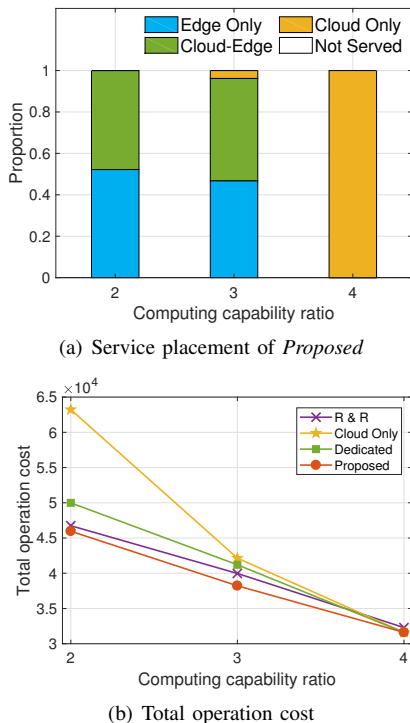 Edge Only
Cloud Only
Cloud-Edge
Not Served
1
0.8
0.6
0.4
0.2
0
Proportion
2
3
4
Computing capability ratio
(a) Service placement of Proposed
×10⁴
6.5
6
5.5
5
4.5
4
3.5
3
Total operation cost
R & R
Cloud Only
Dedicated
Proposed
2
3
4
Computing capability ratio
(b) Total operation cost